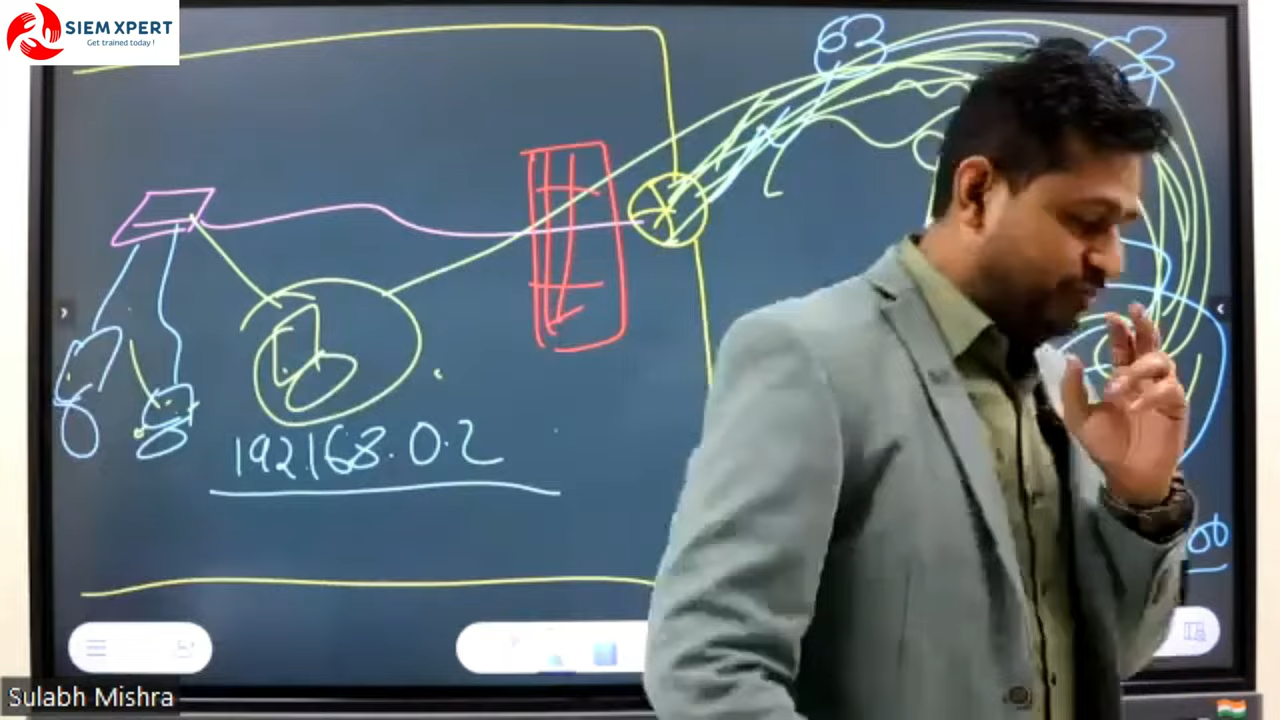 SIEM XPERT
Get trained today !
192.168.0.2
Sulabh Mishra